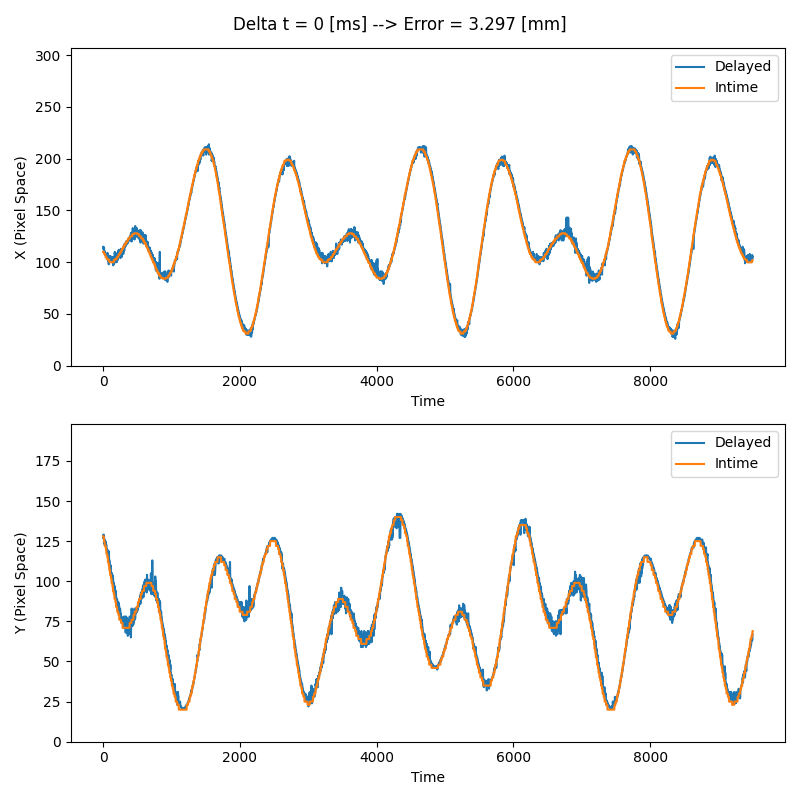 Delta t = 0 [ms] --> Error = 3.297 [mm]
300
250
200
150
100
50
0
X (Pixel Space)
Delayed
Intime
0 2000 4000 6000 8000
Time
175
150
125
100
75
50
25
0
Y (Pixel Space)
Delayed
Intime
0 2000 4000 6000 8000
Time